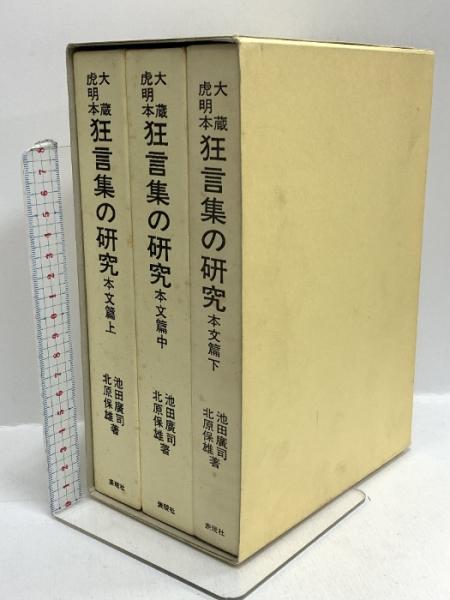 大蔵
虎明本
狂言集の研究
本文篇上
池田廣司
北原保雄著
表現社
大蔵
虎明本
狂言集の研究
本文篇中
池田廣司
北原保雄著
表現社
大蔵
虎明本
狂言集の研究
本文篇下
池田廣司
北原保雄著
表現社